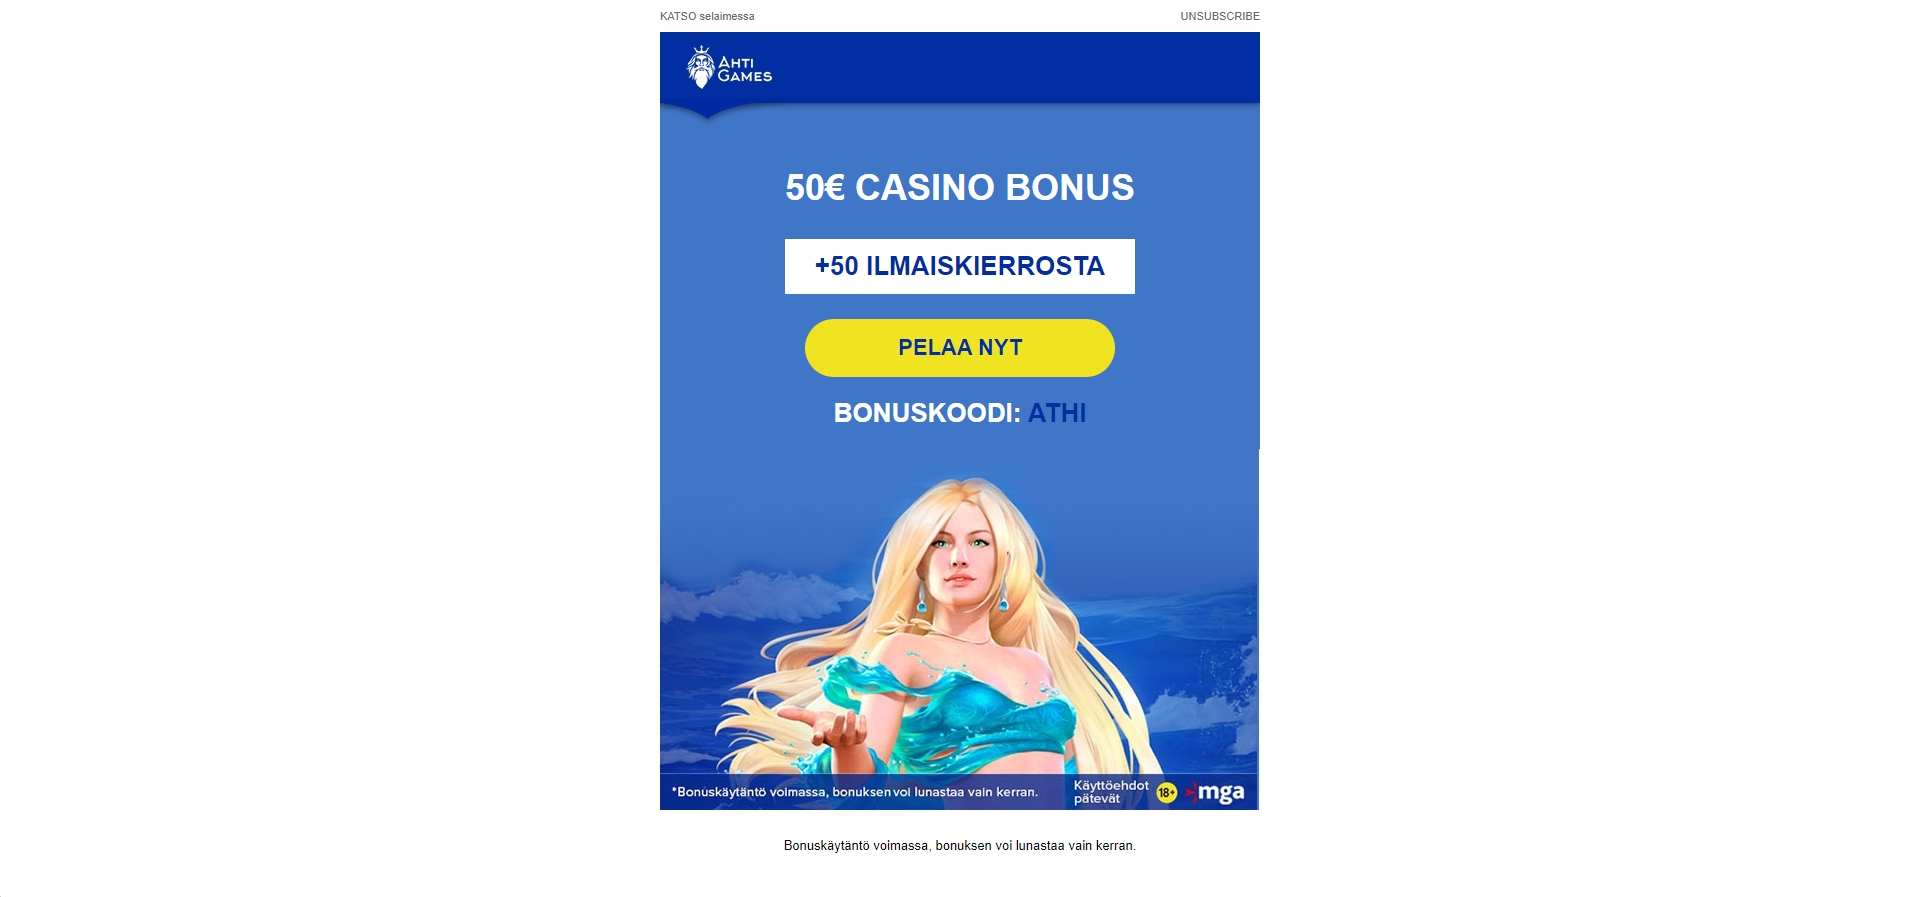 KATSO selaimessa
UNSUBSCRIBE
AHTI
GAMES
50€ CASINO BONUS
+50 ILMAISKIERROSTA
PELAA NYT
BONUSKOODI: ATHI
*Bonuskäytäntö voimassa, bonuksen voi lunastaa vain kerran.
Käyttöehdot
pätevät
18+
mga
Bonuskäytäntö voimassa, bonuksen voi lunastaa vain kerran.